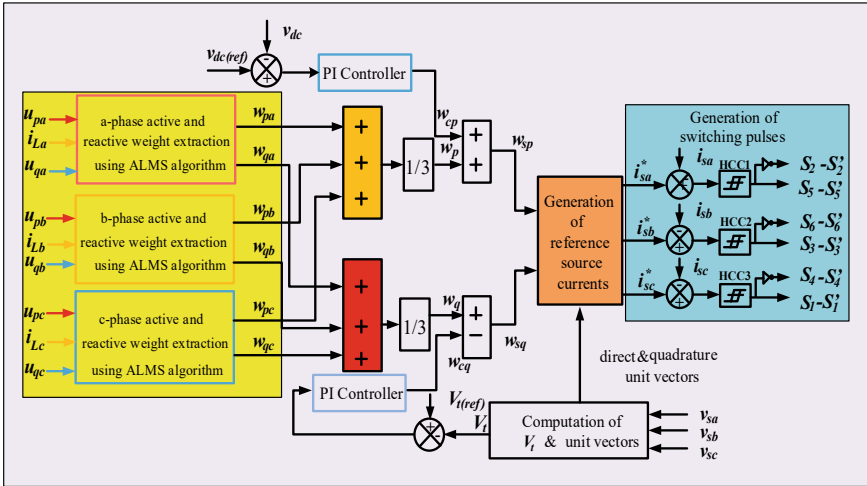 v_dc
v_dc(ref)
-
+
PI Controller
u_pa
i_La
u_qa
a-phase active and
reactive weight extraction
using ALMS algorithm
w_pa
w_qa
u_pb
i_Lb
u_qb
b-phase active and
reactive weight extraction
using ALMS algorithm
w_pb
w_qb
u_pc
i_Lc
u_qc
c-phase active and
reactive weight extraction
using ALMS algorithm
w_pc
w_qc
+
+
+
1/3
w_cp
w_p
+
+
w_sp
+
+
+
1/3
w_q
w_cq
+
−
w_sq
PI Controller
V_t(ref)
V_t
+
-
Computation of
V_t & unit vectors
v_sa
v_sb
v_sc
direct&quadrature
unit vectors
Generation
of
reference
source
currents
Generation of
switching pulses
i_sa*
i_sa
HCC1
S_2-S'_2
S_5-S'_5
i_sb*
i_sb
HCC2
S_6-S'_6
S_3-S'_3
i_sc*
i_sc
HCC3
S_4-S'_4
S_1-S'_1